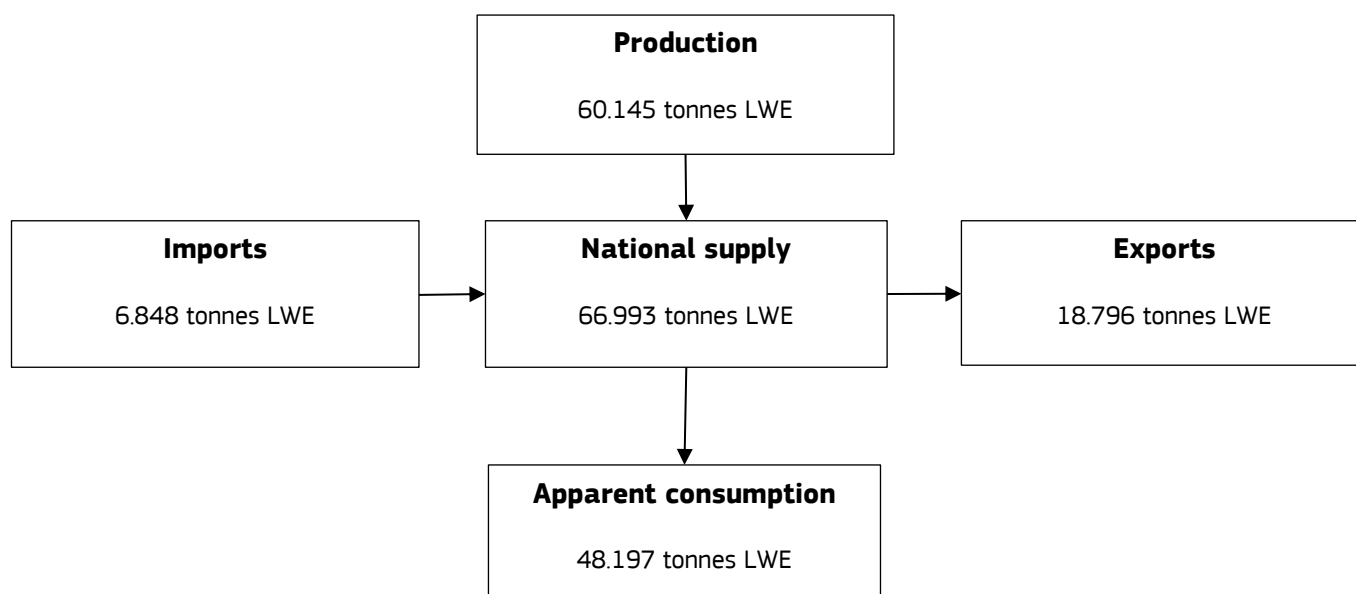 Production
60.145 tonnes LWE
Imports
6.848 tonnes LWE
National supply
66.993 tonnes LWE
Exports
18.796 tonnes LWE
Apparent consumption
48.197 tonnes LWE